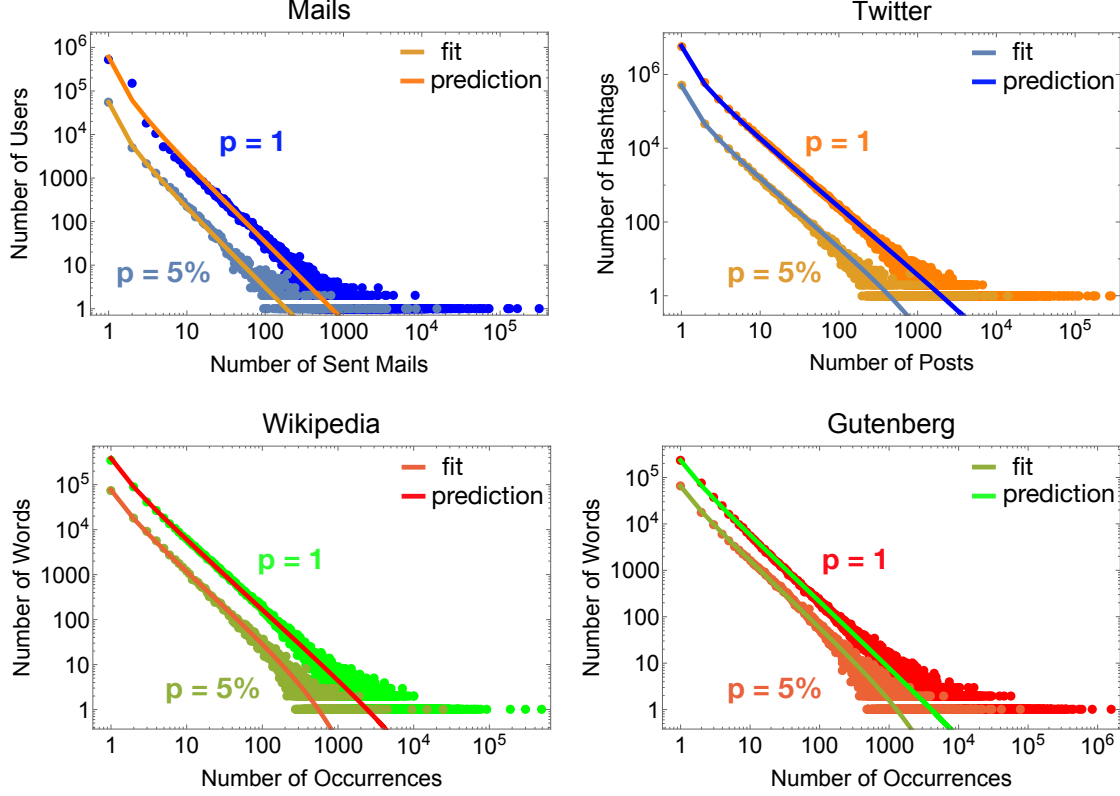 Mails
10^6
10^5
10^4
1000
100
10
1
Number of Users
fit
prediction
p = 1
p = 5%
1
10
100
1000
10^4
10^5
Number of Sent Mails
Twitter
10^6
10^4
100
1
Number of Hashtags
fit
prediction
p = 1
p = 5%
1
10
100
1000
10^4
10^5
Number of Posts
Wikipedia
10^5
10^4
1000
100
10
1
Number of Words
fit
prediction
p = 1
p = 5%
1
10
100
1000
10^4
10^5
Number of Occurrences
Gutenberg
10^5
10^4
1000
100
10
1
Number of Words
fit
prediction
p = 1
p = 5%
1
10
100
1000
10^4
10^5
10^6
Number of Occurrences